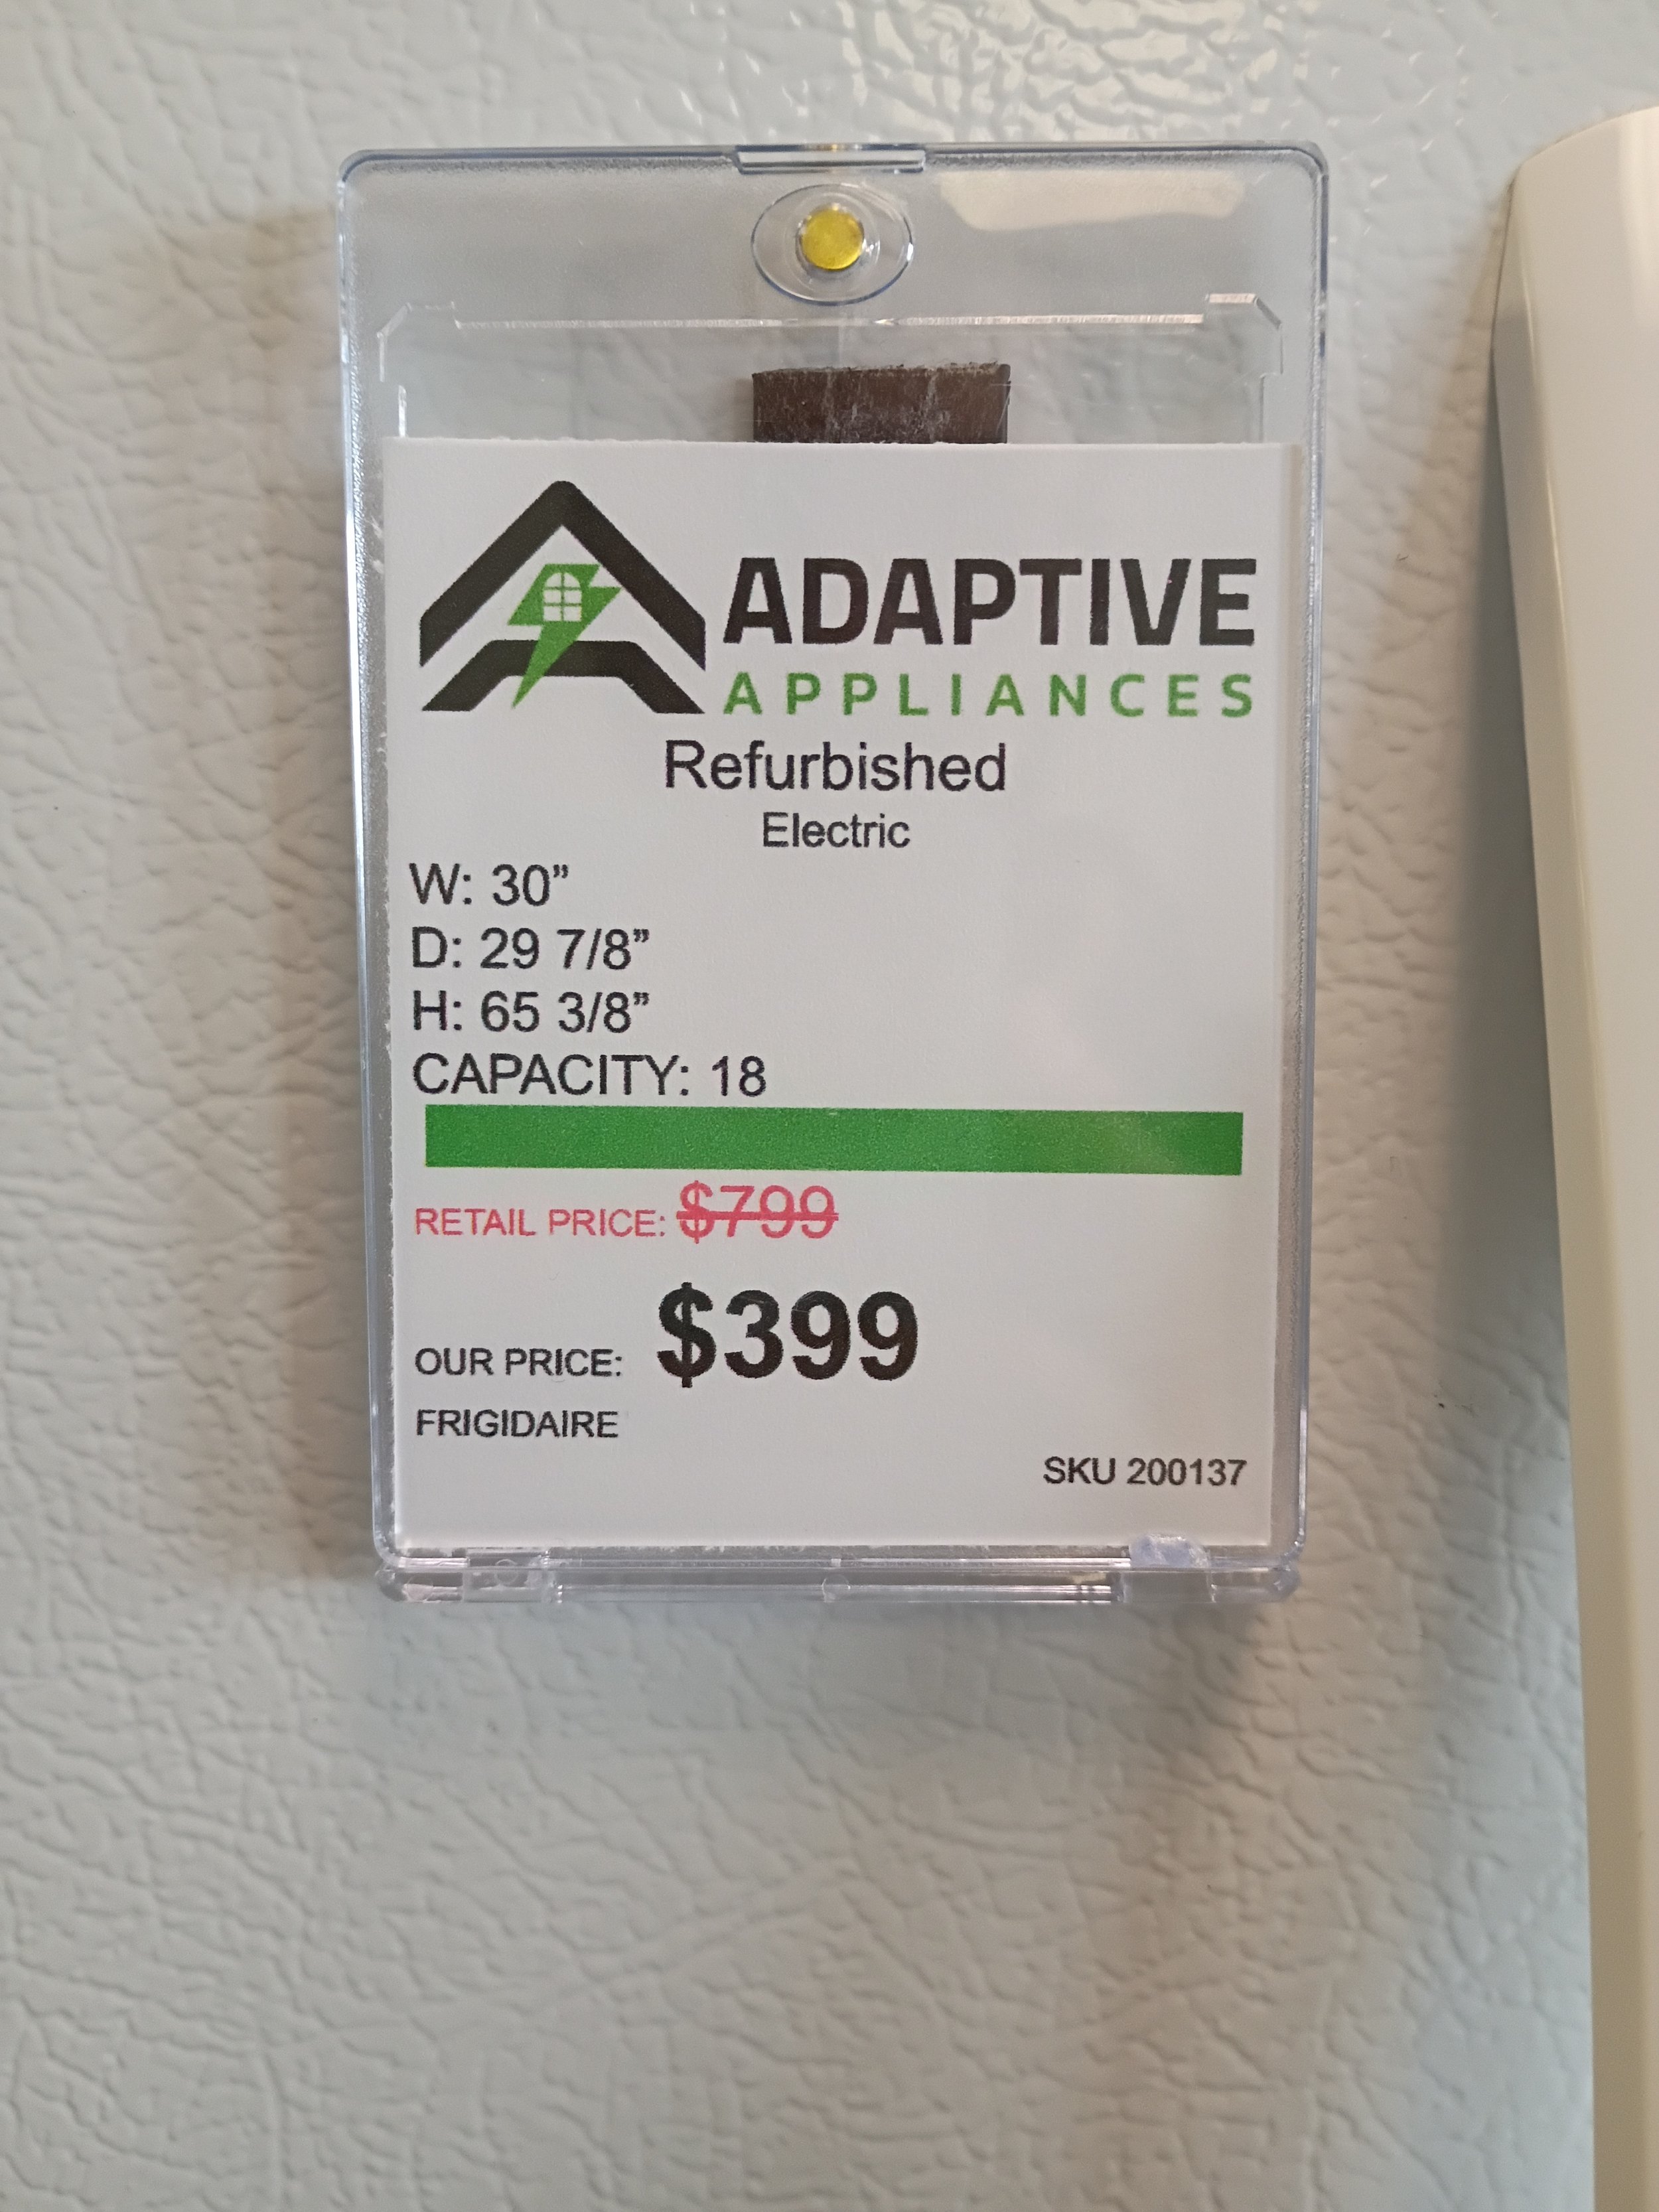 ADAPTIVE
APPLIANCES
Refurbished
Electric
W: 30”
D: 29 7/8”
H: 65 3/8”
CAPACITY: 18
RETAIL PRICE: $799
OUR PRICE: $399
FRIGIDAIRE
SKU 200137